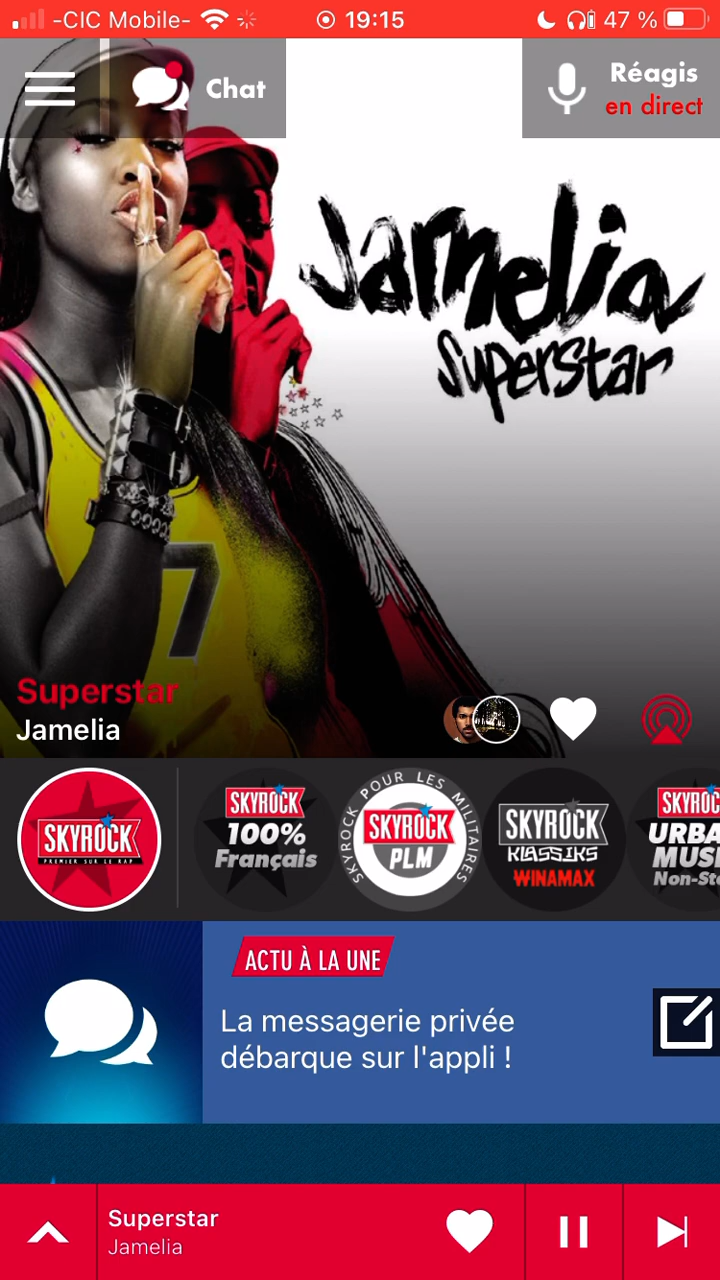 -CIC Mobile- 19:15 47 %
Chat
Réagis
en direct
Jamelia
Superstar
7
Superstar
Jamelia
SKYROCK
PREMIER SUR LE RAP
SKYROCK
100%
Français
SKYROCK POUR LES MILITAIRES
SKYROCK
PLM
SKYROCK
KLASSIKS
WINAMAX
SKYROC
URBA
MUSI
Non-Sto
ACTU À LA UNE
La messagerie privée
débarque sur l'appli !
Superstar
Jamelia